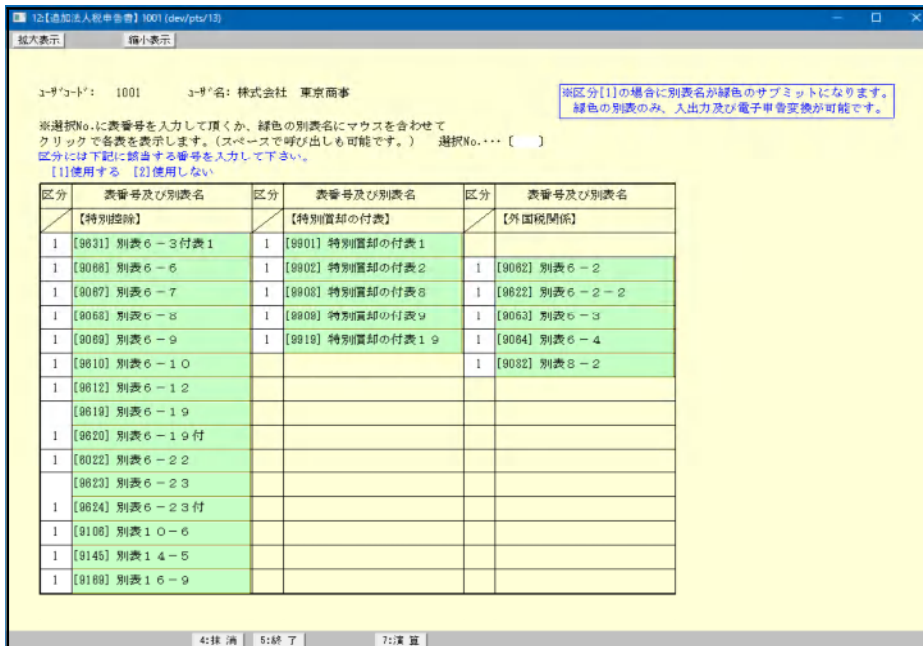 12:【追加法人税申告書】 1001 (dev/pts/13)
拡大表示 縮小表示
ﾕｰｻﾞｺｰﾄﾞ: 1001 ﾕｰｻﾞ名: 株式会社 東京商事
※区分[1]の場合に別表名が緑色のサブミットになります。
緑色の別表のみ、入出力及び電子申告変換が可能です。
※選択No.に表番号を入力して頂くか、緑色の別表名にマウスを合わせて
クリックで各表を表示します。(スペースで呼び出しも可能です。) 選択No.･･･ [ ]
区分には下記に該当する番号を入力して下さい。
[1]使用する [2]使用しない
区分 表番号及び別表名 区分 表番号及び別表名 区分 表番号及び別表名
【特別控除】 【特別償却の付表】 【外国税関係】
1 [9631] 別表6－3付表1 1 [9901] 特別償却の付表1
1 [9066] 別表6－6 1 [9902] 特別償却の付表2 1 [9062] 別表6－2
1 [9067] 別表6－7 1 [9908] 特別償却の付表8 1 [9622] 別表6－2－2
1 [9068] 別表6－8 1 [9909] 特別償却の付表9 1 [9063] 別表6－3
1 [9069] 別表6－9 1 [9919] 特別償却の付表19 1 [9064] 別表6－4
1 [9610] 別表6－10 1 [9082] 別表8－2
1 [9612] 別表6－12
[9619] 別表6－19
1 [9620] 別表6－19付
1 [6022] 別表6－22
[9623] 別表6－23
1 [9624] 別表6－23付
1 [9106] 別表10－6
1 [9145] 別表14－5
1 [9169] 別表16－9
4:抹 消 5:終 了 7:演 算